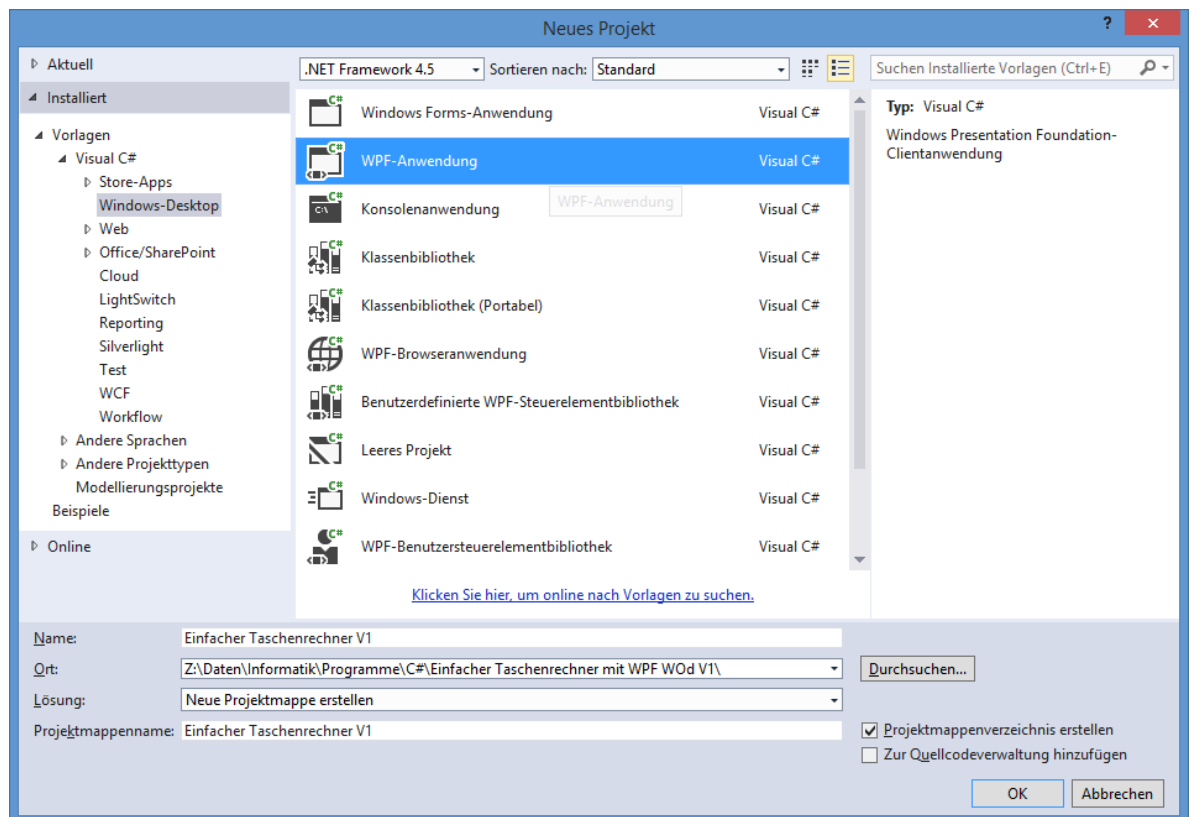 Neues Projekt
?
Aktuell
Installiert
Vorlagen
Visual C#
Store-Apps
Windows-Desktop
Web
Office/SharePoint
Cloud
LightSwitch
Reporting
Silverlight
Test
WCF
Workflow
Andere Sprachen
Andere Projekttypen
Modellierungsprojekte
Beispiele
Online
.NET Framework 4.5 Sortieren nach: Standard
C# Windows Forms-Anwendung Visual C#
C# WPF-Anwendung Visual C#
WPF-Anwendung
C# C:\ Konsolenanwendung Visual C#
C# Klassenbibliothek Visual C#
C# Klassenbibliothek (Portabel) Visual C#
C# WPF-Browseranwendung Visual C#
C# Benutzerdefinierte WPF-Steuerelementbibliothek Visual C#
C# Leeres Projekt Visual C#
C# Windows-Dienst Visual C#
C# WPF-Benutzersteuerelementbibliothek Visual C#
Klicken Sie hier, um online nach Vorlagen zu suchen.
Suchen Installierte Vorlagen (Ctrl+E)
Typ: Visual C#
Windows Presentation Foundation-
Clientanwendung
Name: Einfacher Taschenrechner V1
Ort: Z:\Daten\Informatik\Programme\C#\Einfacher Taschenrechner mit WPF WOd V1\ Durchsuchen...
Lösung: Neue Projektmappe erstellen
Projektmappenname: Einfacher Taschenrechner V1
Projektmappenverzeichnis erstellen
Zur Quellcodeverwaltung hinzufügen
OK Abbrechen